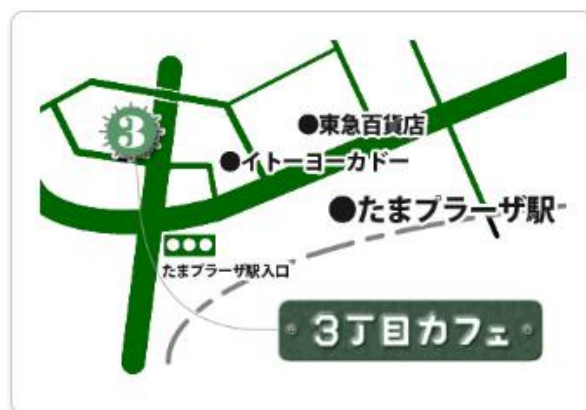 3
●東急百貨店
●イトーヨーカドー
●たまプラーザ駅
たまプラーザ駅入口
3丁目カフェ